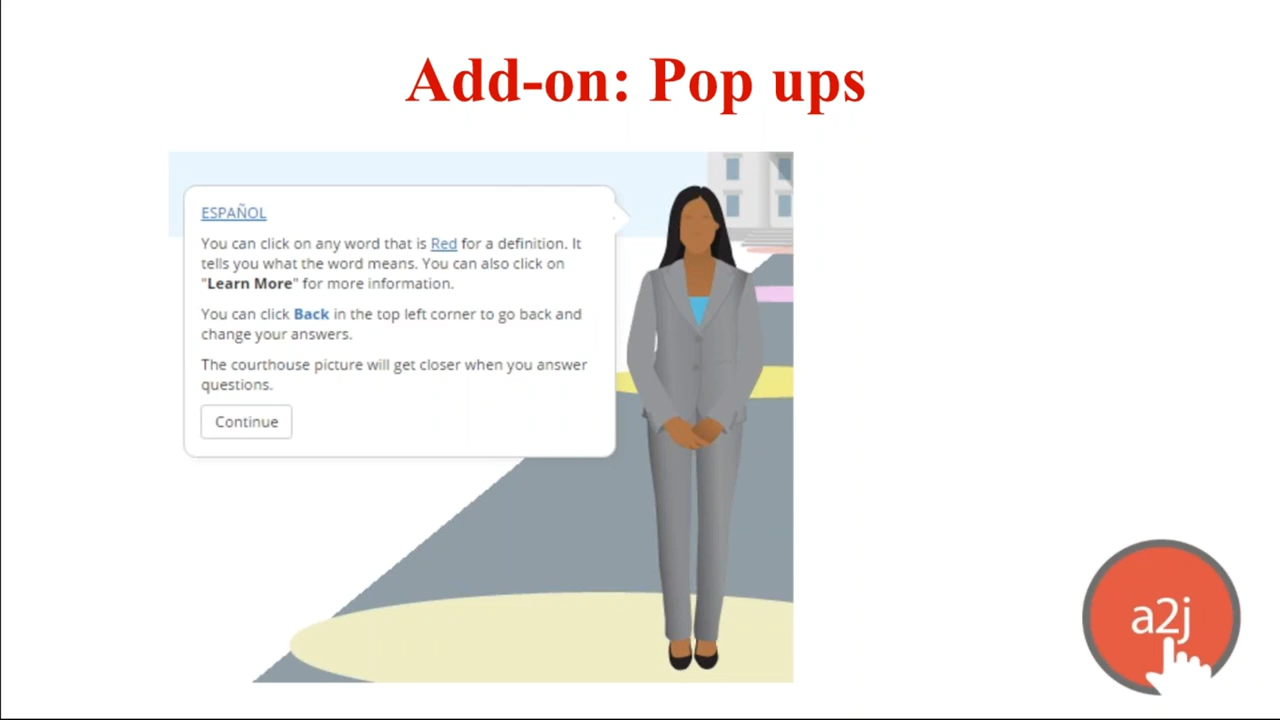 Add-on: Pop ups
ESPAÑOL
You can click on any word that is Red for a definition. It
tells you what the word means. You can also click on
"Learn More" for more information.
You can click Back in the top left corner to go back and
change your answers.
The courthouse picture will get closer when you answer
questions.
Continue
a2j